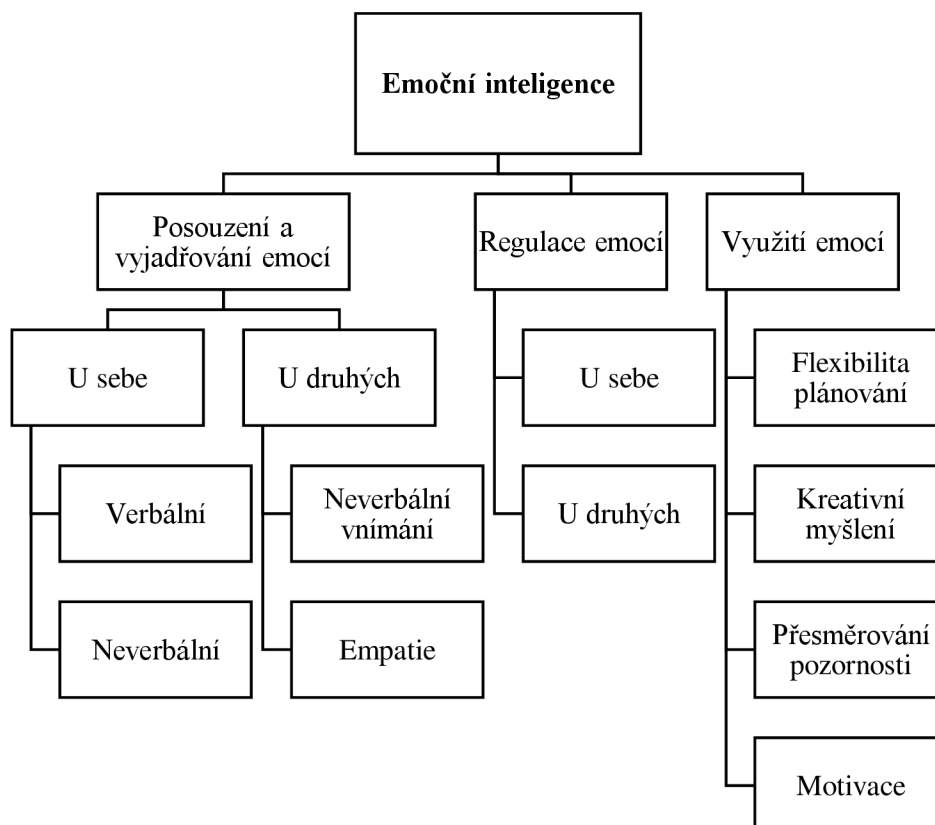 Emoční inteligence
Posouzení a
vyjadřování emocí
Regulace emocí
Využití emocí
U sebe
U druhých
U sebe
Flexibilita
plánování
Verbální
Neverbální
vnímání
U druhých
Kreativní
myšlení
Neverbální
Empatie
Přesměrování
pozornosti
Motivace